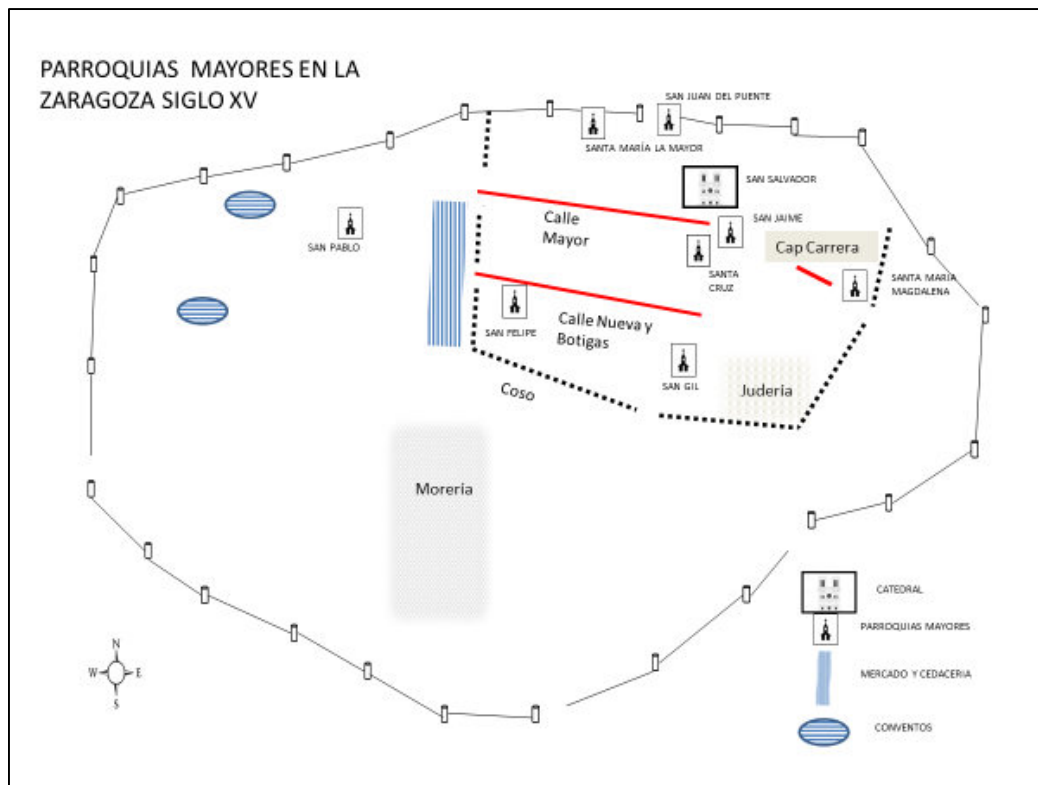 PARROQUIAS MAYORES EN LA
ZARAGOZA SIGLO XV
SAN JUAN DEL PUENTE
SANTA MARÍA LA MAYOR
SAN SALVADOR
SAN PABLO
Calle
Mayor
SAN JAIME
Cap Carrera
SANTA
CRUZ
SANTA MARÍA
MAGDALENA
SAN FELIPE
Calle Nueva y
Botigas
SAN GIL
Judería
Coso
Morería
CATEDRAL
PARROQUIAS MAYORES
MERCADO Y CEDACERIA
CONVENTOS
N
W E
S